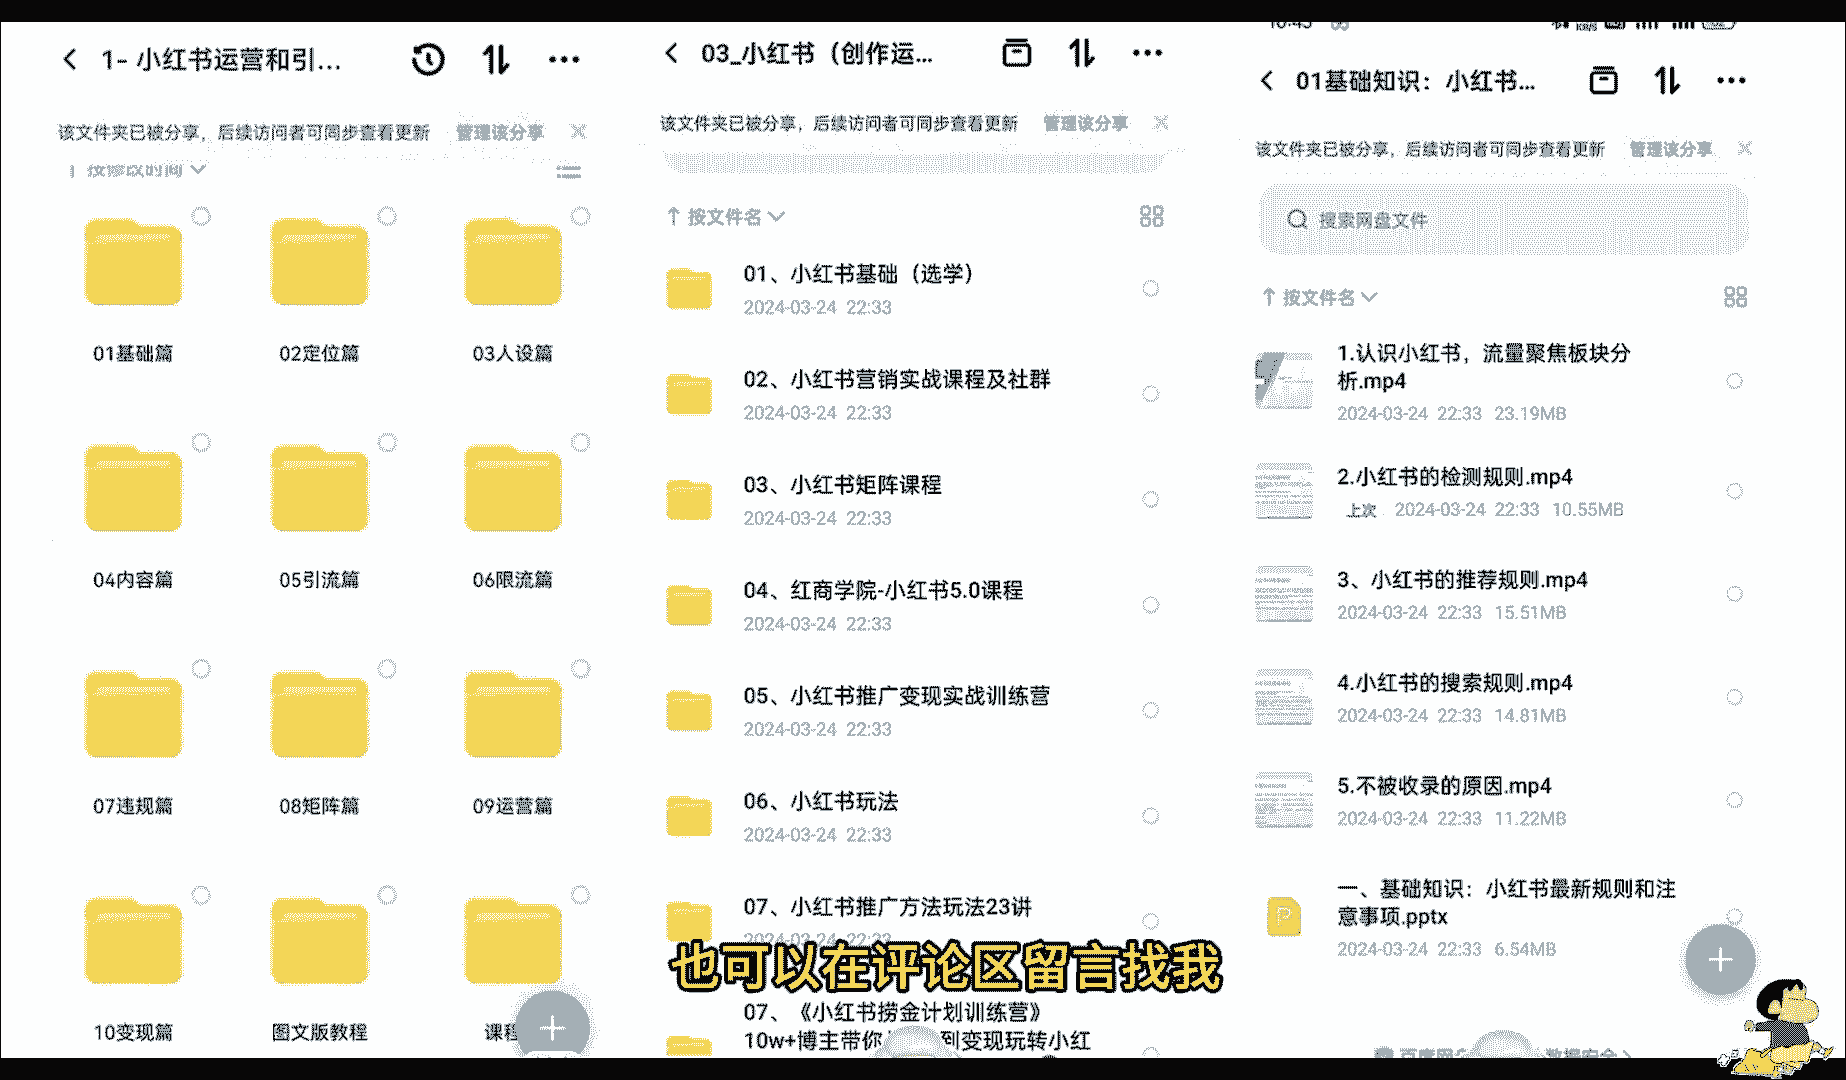 1- 小红书运营和引...
该文件夹已被分享，后续访问者可同步查看更新 管理该分享
按修改时间
01基础篇
02定位篇
03人设篇
04内容篇
05引流篇
06限流篇
07违规篇
08矩阵篇
09运营篇
10变现篇
图文版教程
课程
03_小红书（创作运...
该文件夹已被分享，后续访问者可同步查看更新 管理该分享
按文件名
01、小红书基础（选学）
2024-03-24 22:33
02、小红书营销实战课程及社群
2024-03-24 22:33
03、小红书矩阵课程
2024-03-24 22:33
04、红商学院-小红书5.0课程
2024-03-24 22:33
05、小红书推广变现实战训练营
2024-03-24 22:33
06、小红书玩法
2024-03-24 22:33
07、小红书推广方法玩法23讲
2024-03-24 22:33
也可以在评论区留言找我
07、《小红书捞金计划训练营》
10w+博主带你 到变现玩转小红
01基础知识：小红书...
该文件夹已被分享，后续访问者可同步查看更新 管理该分享
搜索网盘文件
按文件名
1.认识小红书，流量聚焦板块分
析.mp4
2024-03-24 22:33 23.19MB
2.小红书的检测规则.mp4
上次 2024-03-24 22:33 10.55MB
3、小红书的推荐规则.mp4
2024-03-24 22:33 15.51MB
4.小红书的搜索规则.mp4
2024-03-24 22:33 14.81MB
5.不被收录的原因.mp4
2024-03-24 22:33 11.22MB
一、基础知识：小红书最新规则和注
意事项.pptx
2024-03-24 22:33 6.54MB